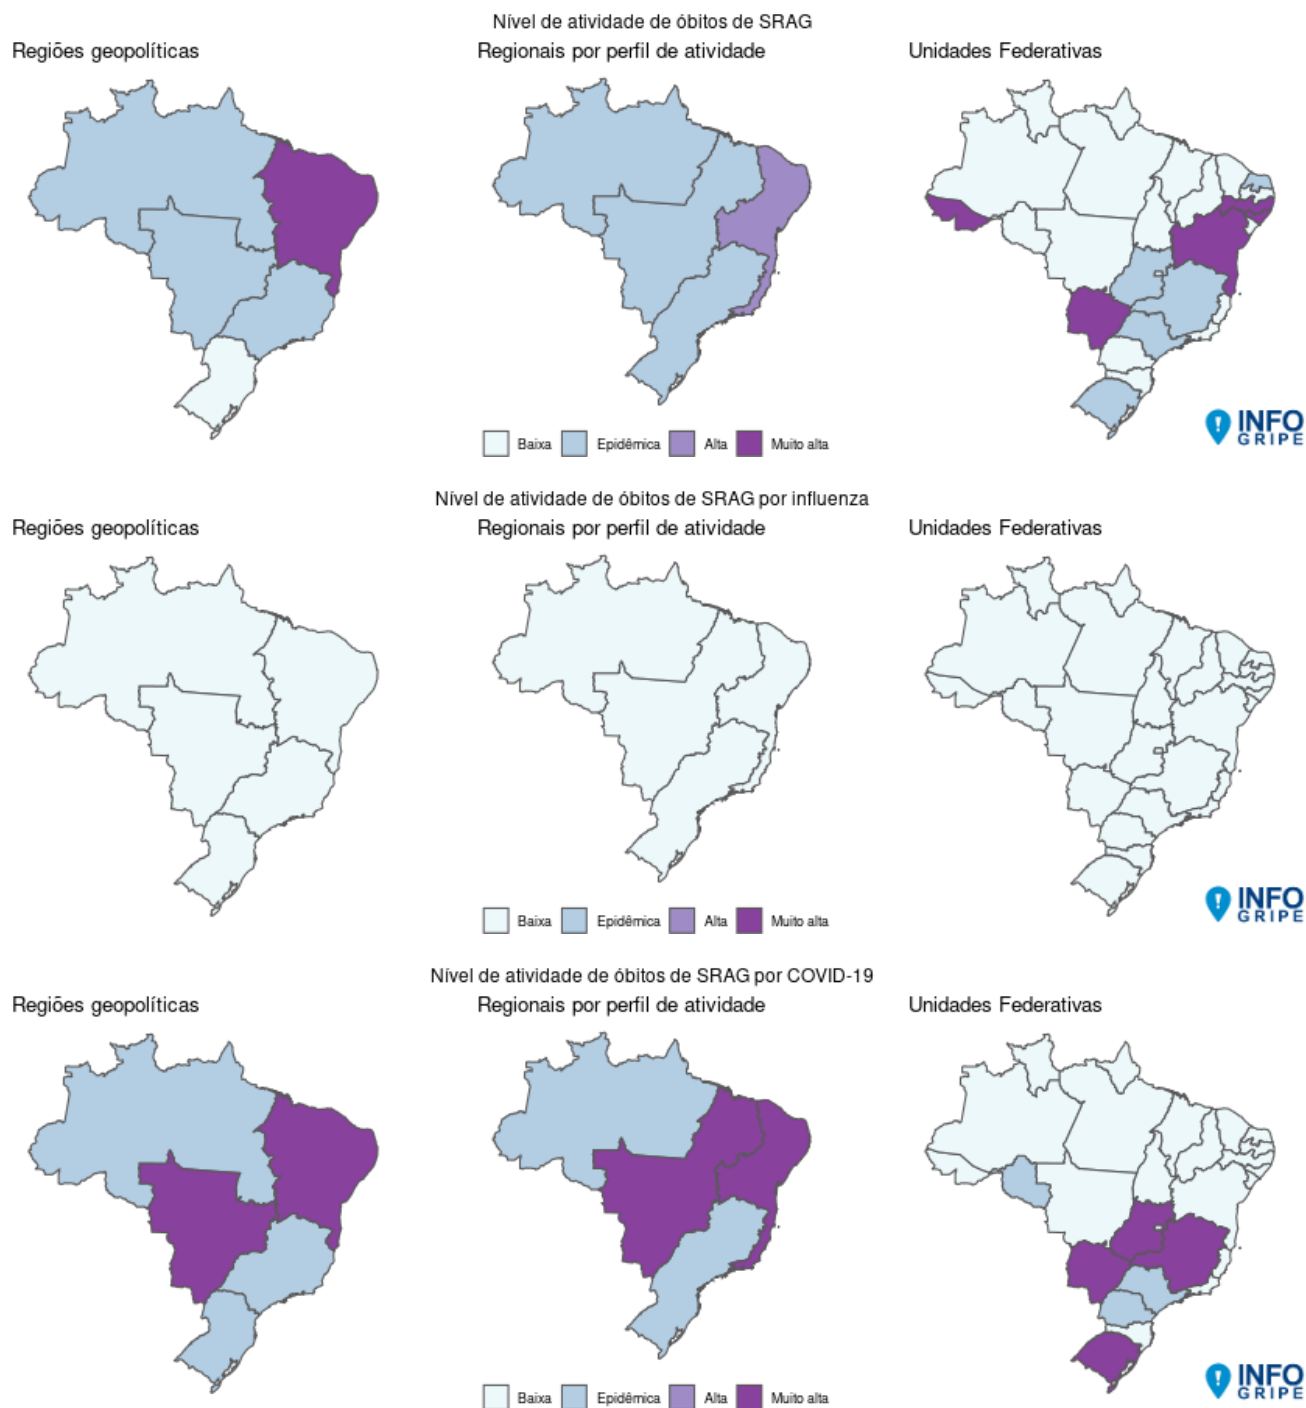 Nível de atividade de óbitos de SRAG
Regiões geopolíticas
Regionais por perfil de atividade
Unidades Federativas
Baixa
Epidêmica
Alta
Muito alta
INFO
GRIPE
Nível de atividade de óbitos de SRAG por influenza
Regiões geopolíticas
Regionais por perfil de atividade
Unidades Federativas
Baixa
Epidêmica
Alta
Muito alta
INFO
GRIPE
Nível de atividade de óbitos de SRAG por COVID-19
Regiões geopolíticas
Regionais por perfil de atividade
Unidades Federativas
Baixa
Epidêmica
Alta
Muito alta
INFO
GRIPE